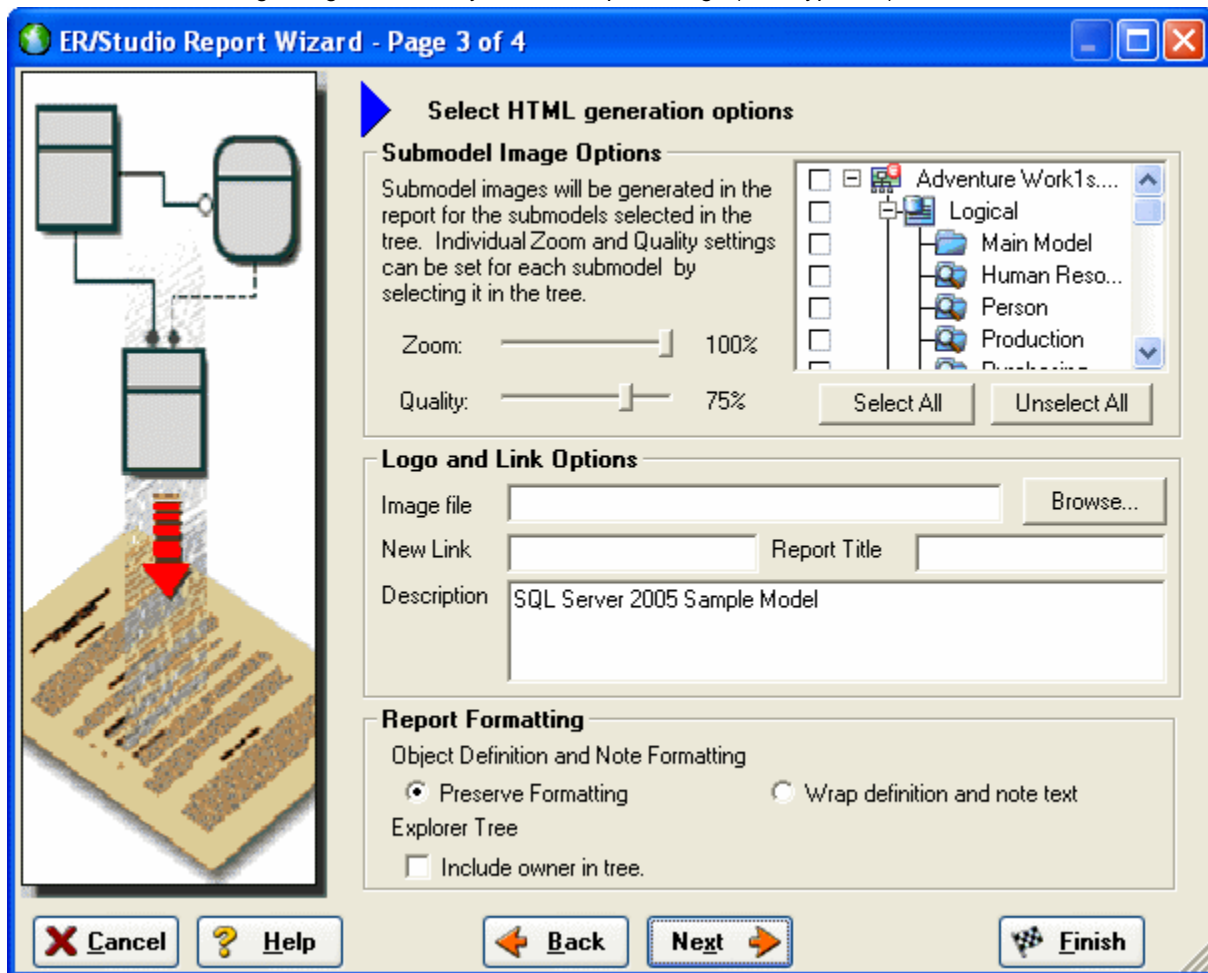 ER/Studio Report Wizard - Page 3 of 4
Select HTML generation options
Submodel Image Options
Submodel images will be generated in the
report for the submodels selected in the
tree. Individual Zoom and Quality settings
can be set for each submodel by
selecting it in the tree.
Zoom: 100%
Quality: 75%
Adventure Work1s....
Logical
Main Model
Human Reso...
Person
Production
Select All Unselect All
Logo and Link Options
Image file Browse...
New Link Report Title
Description SQL Server 2005 Sample Model
Report Formatting
Object Definition and Note Formatting
Preserve Formatting Wrap definition and note text
Explorer Tree
Include owner in tree.
Cancel Help Back Next Finish